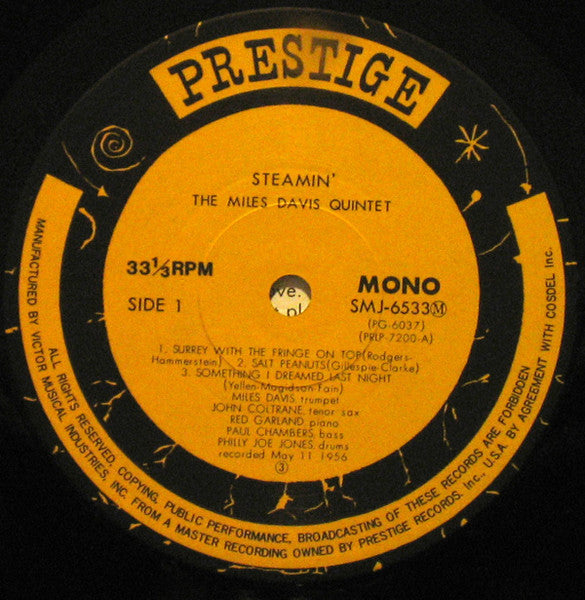 PRESTIGE
STEAMIN'
THE MILES DAVIS QUINTET
33⅓RPM
MONO
SIDE 1
SMJ-6533Ⓜ
(PG-6037)
(PRLP-7200-A)
ve.
pl
1. SURREY WITH THE FRINGE ON TOP(Rodgers-
Hammerstein) 2. SALT PEANUTS(Gillespie-Clarke)
3. SOMETHING I DREAMED LAST NIGHT
(Yellen-Magidson-Fain)
MILES DAVIS, trumpet
JOHN COLTRANE, tenor sax
RED GARLAND, piano
PAUL CHAMBERS, bass
PHILLY JOE JONES, drums
recorded May 11 1956
③
ALL RIGHTS RESERVED, COPYING, PUBLIC PERFORMANCE, BROADCASTING OF THESE RECORDS ARE FORBIDDEN
MANUFACTURED BY VICTOR MUSICAL INDUSTRIES, INC. FROM A MASTER RECORDING OWNED BY PRESTIGE RECORDS. Inc., U.S.A. BY AGREEMENT WITH COSDEL Inc.